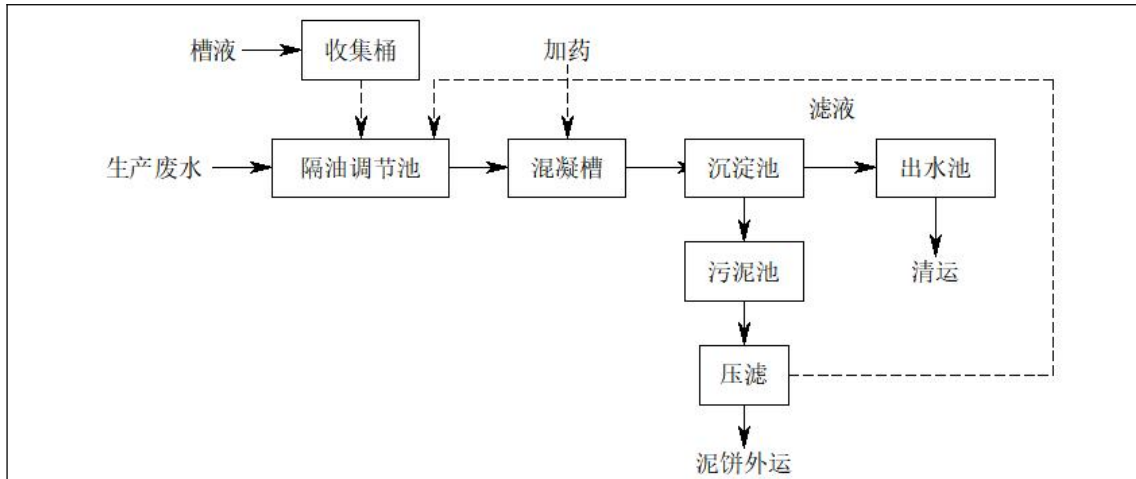 槽液
收集桶
加药
滤液
生产废水
隔油调节池
混凝槽
沉淀池
出水池
污泥池
清运
压滤
泥饼外运